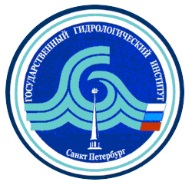 ГОСУДАРСТВЕННЫЙ ГИДРОЛОГИЧЕСКИЙ ИНСТИТУТ
Санкт Петербург